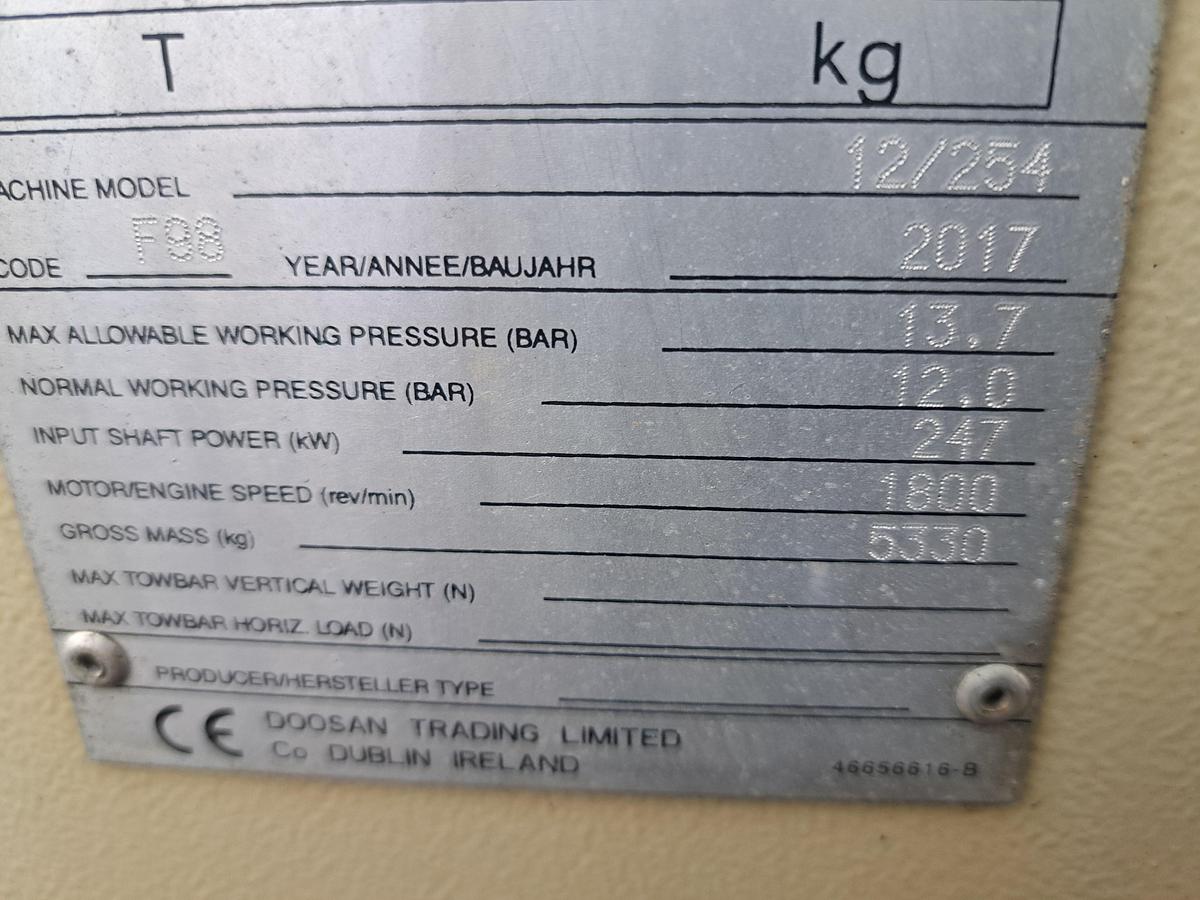 T kg
ACHINE MODEL 12/254
CODE F98 YEAR/ANNEE/BAUJAHR 2017
MAX ALLOWABLE WORKING PRESSURE (BAR) 13.7
NORMAL WORKING PRESSURE (BAR) 12.0
INPUT SHAFT POWER (kW) 247
MOTOR/ENGINE SPEED (rev/min) 1800
GROSS MASS (kg) 5330
MAX TOWBAR VERTICAL WEIGHT (N)
MAX TOWBAR HORIZ. LOAD (N)
PRODUCER/HERSTELLER TYPE
CE DOOSAN TRADING LIMITED
Co DUBLIN IRELAND
46656616-B